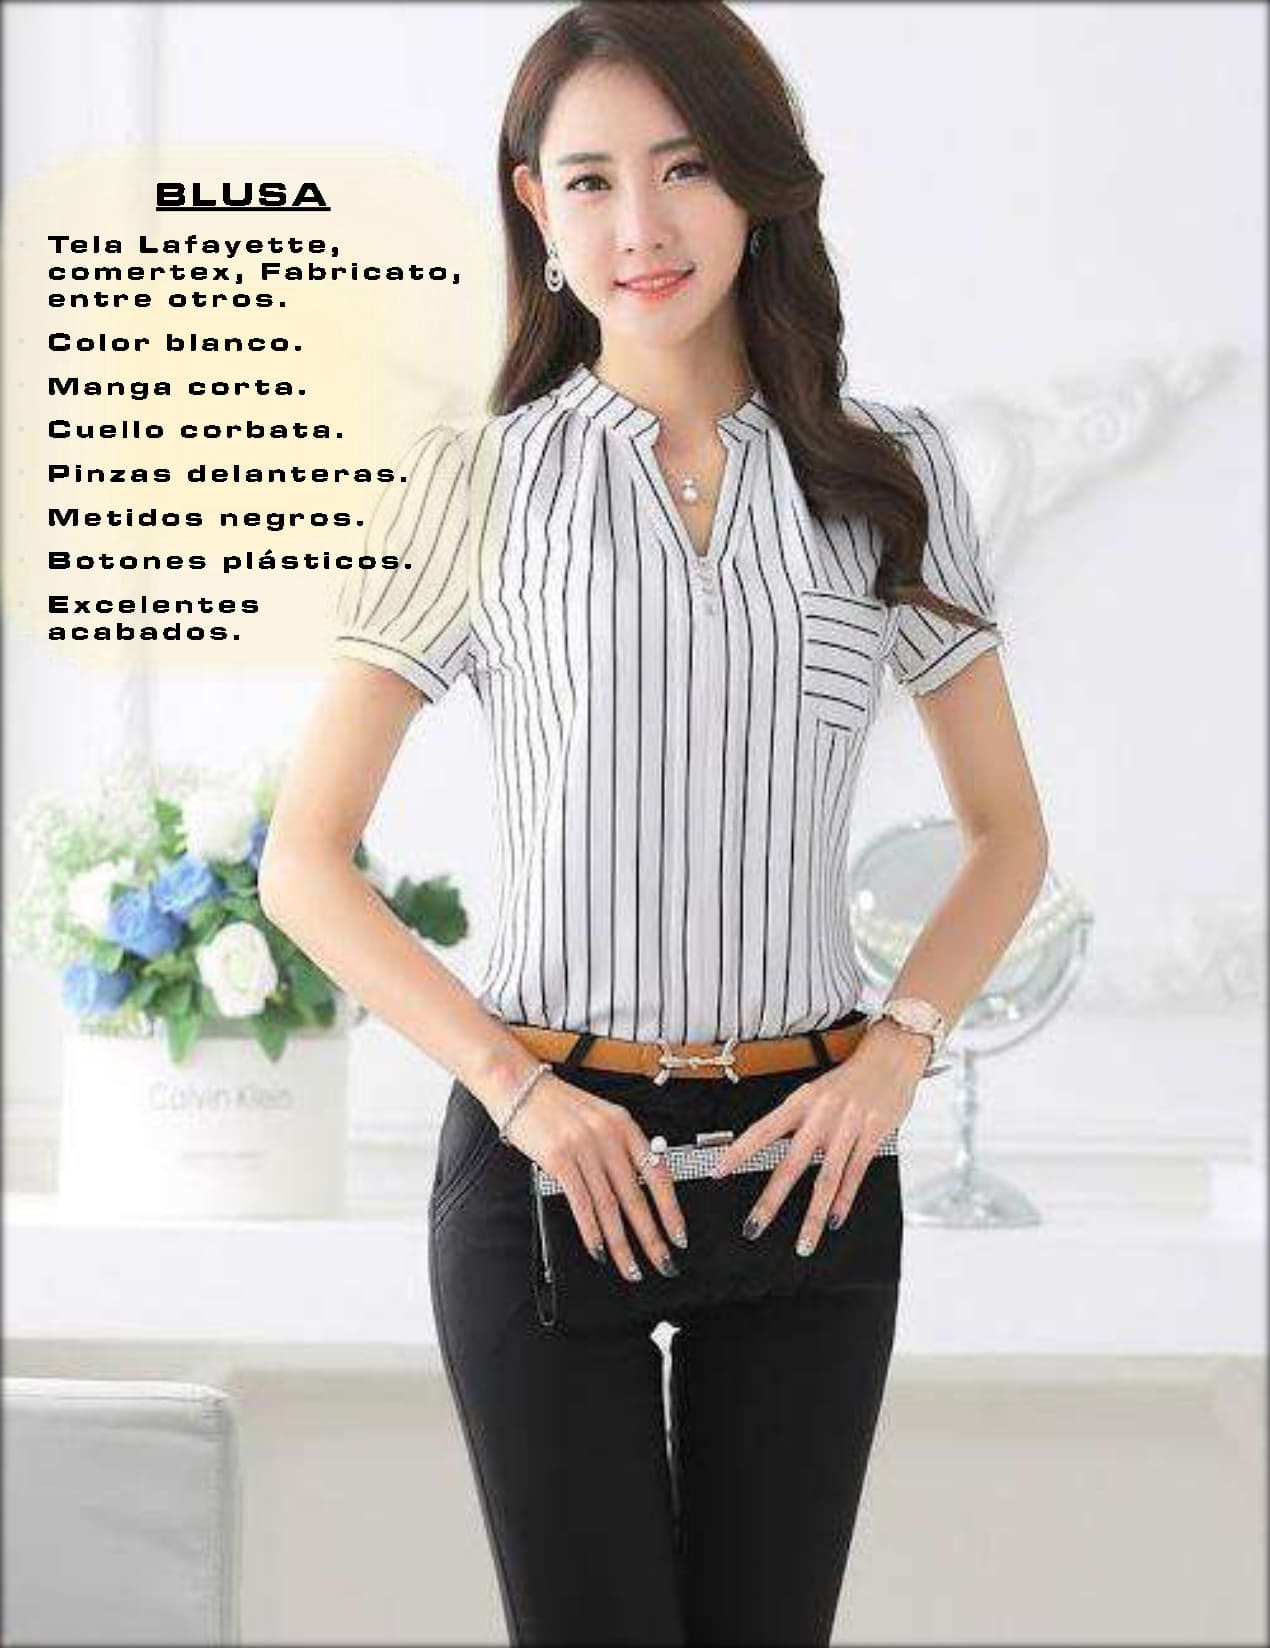 BLUSA
Tela Lafayette,
comertex, Fabricato,
entre otros.
Color blanco.
Manga corta.
Cuello corbata.
Pinzas delanteras.
Metidos negros.
Botones plásticos.
Excelentes
acabados.
Calvin Klein